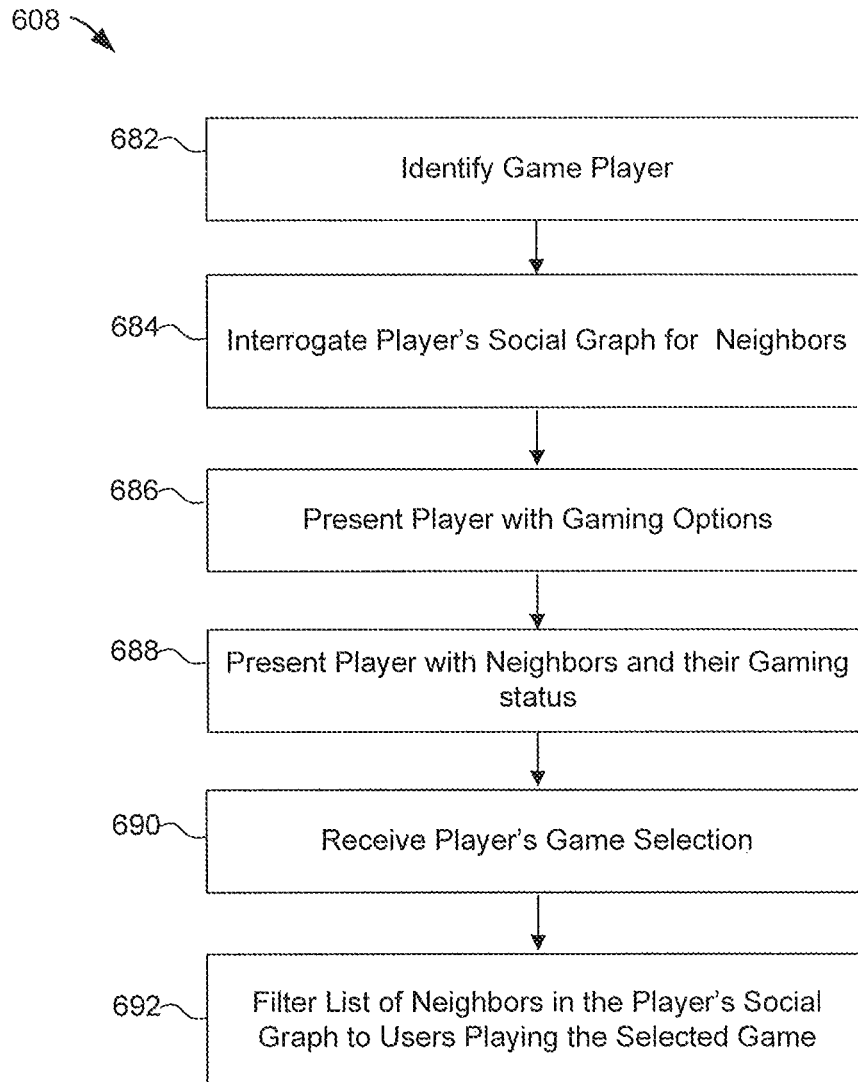 608
682
Identify Game Player
684
Interrogate Player's Social Graph for Neighbors
686
Present Player with Gaming Options
688
Present Player with Neighbors and their Gaming
status
690
Receive Player's Game Selection
692
Filter List of Neighbors in the Player's Social
Graph to Users Playing the Selected Game